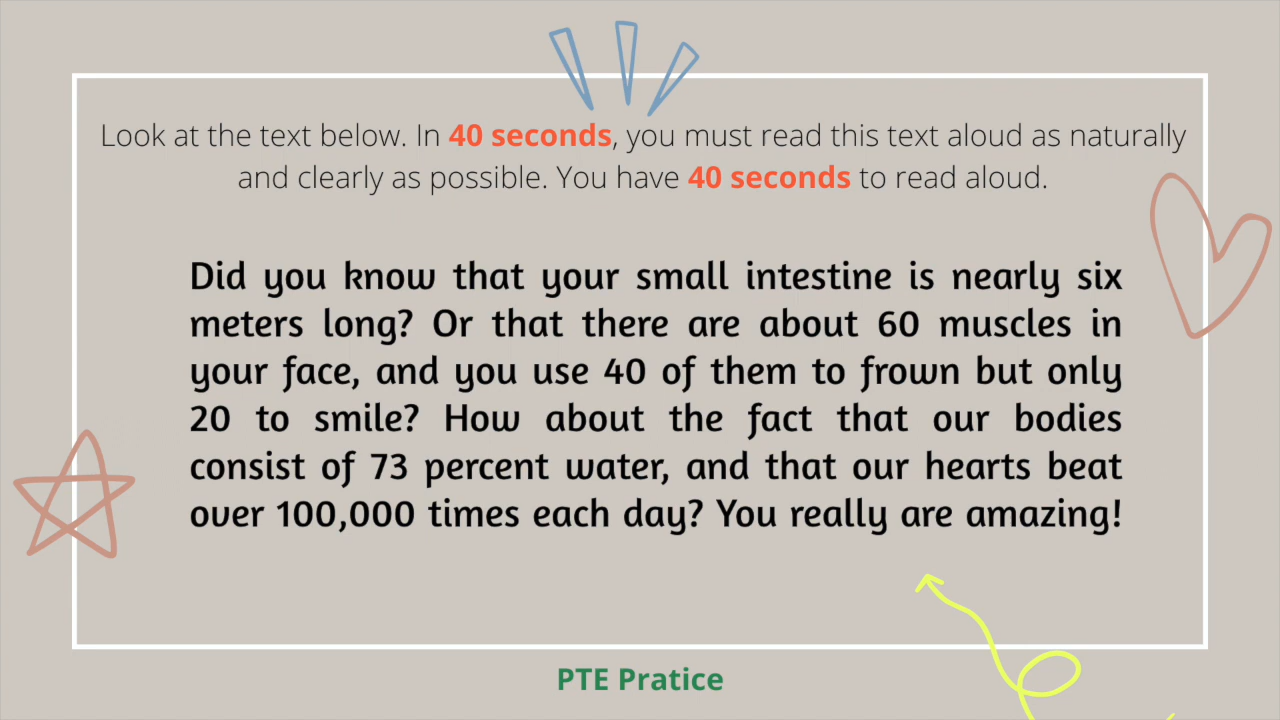 Look at the text below. In 40 seconds, you must read this text aloud as naturally
and clearly as possible. You have 40 seconds to read aloud.
Did you know that your small intestine is nearly six
meters long? Or that there are about 60 muscles in
your face, and you use 40 of them to frown but only
20 to smile? How about the fact that our bodies
consist of 73 percent water, and that our hearts beat
over 100,000 times each day? You really are amazing!
PTE Pratice